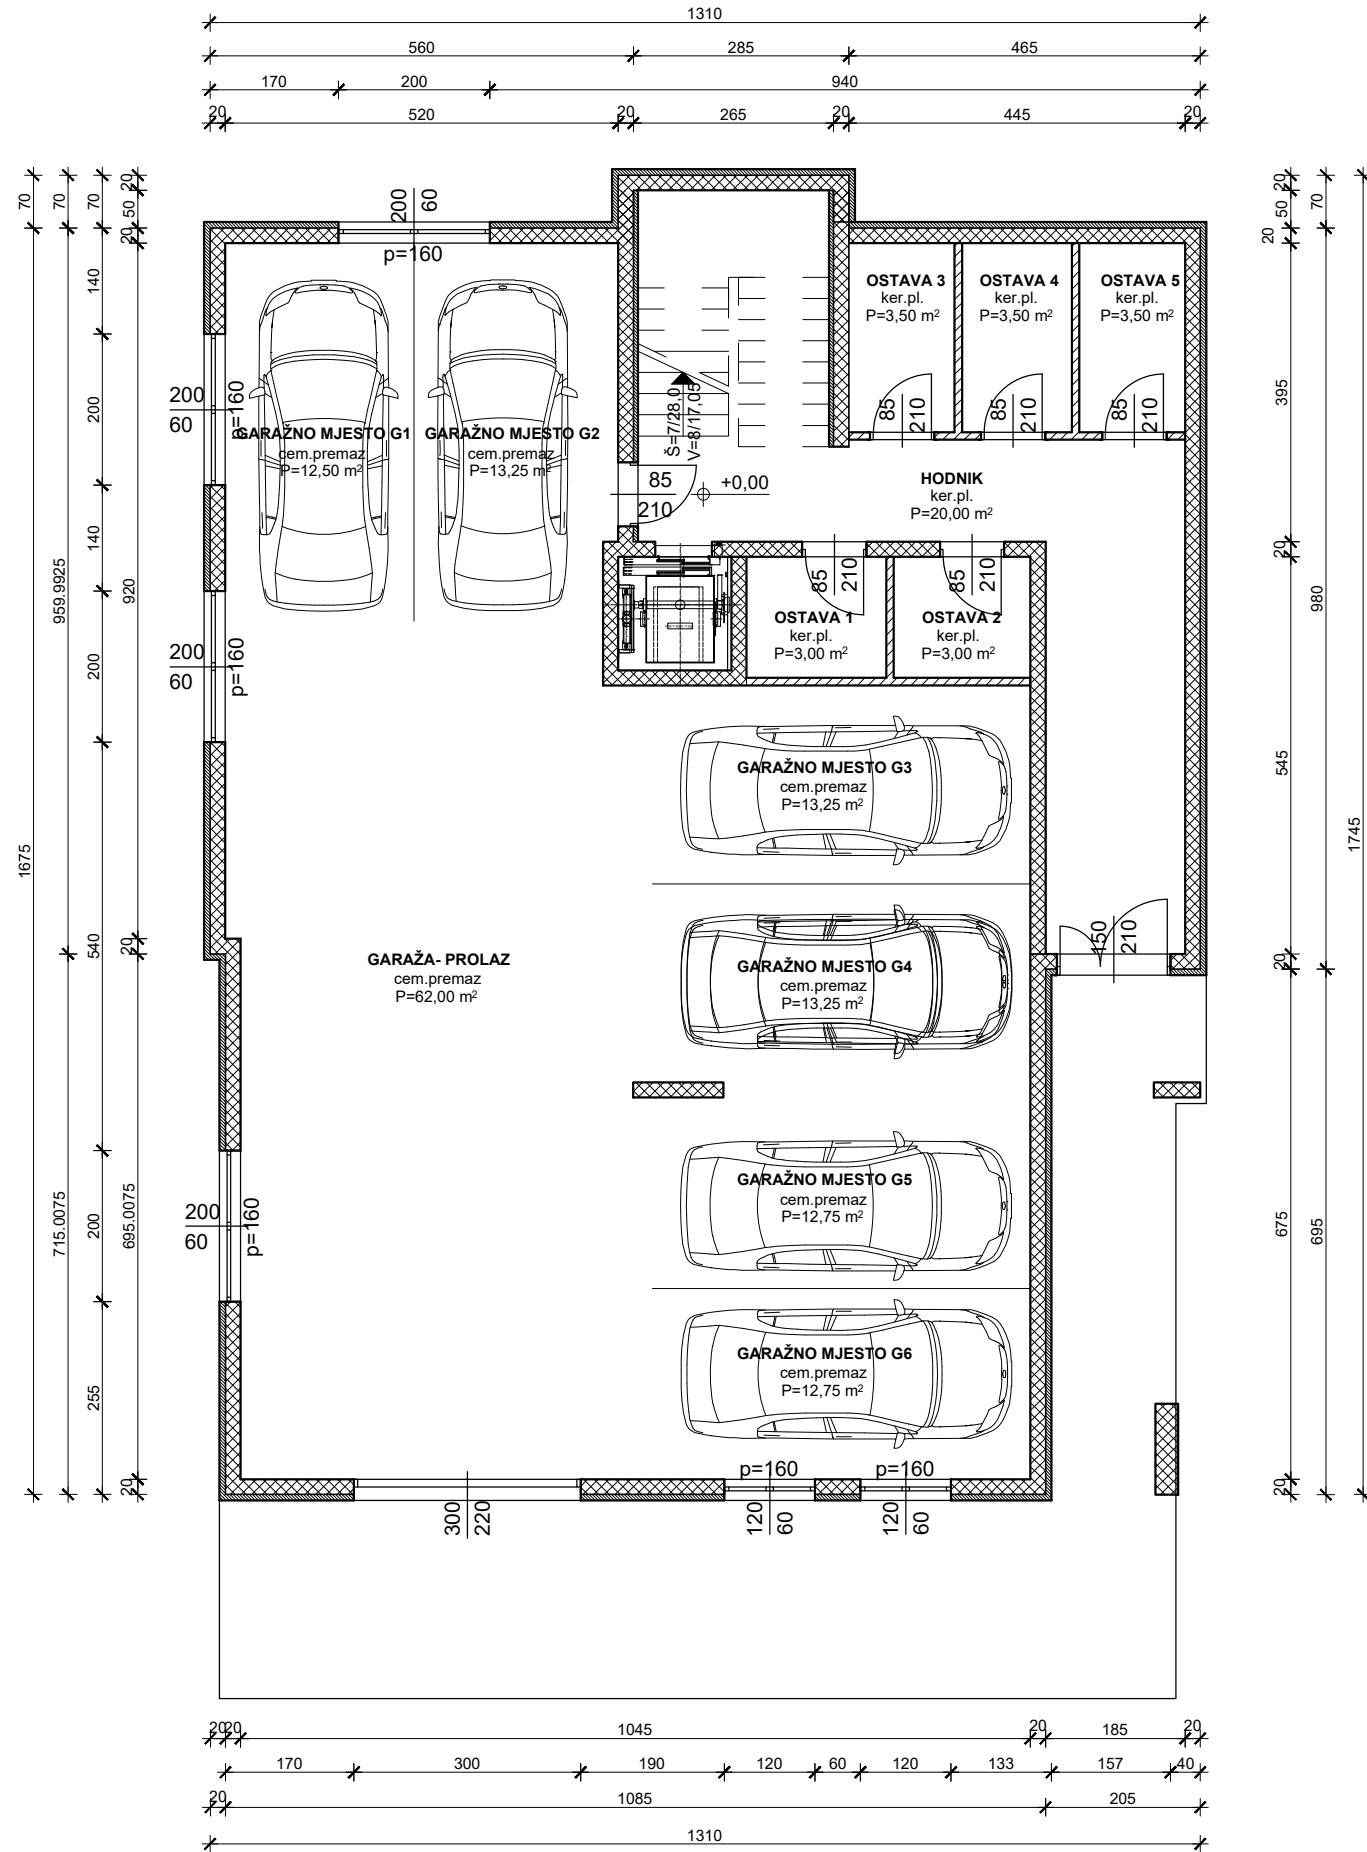 1310
560 285 465
170 200 940
20 520 20 265 20 445 20
70 70 70 20 50 20
20 50 20 70
200 60
p=160
140
200
140
200
540
200
255
959.9925
920
1675
715.0075
695.0075
20
20
395
20
545
20
675
20
980
695
1745
OSTAVA 3
ker.pl.
P=3,50 m²
OSTAVA 4
ker.pl.
P=3,50 m²
OSTAVA 5
ker.pl.
P=3,50 m²
85 210
85 210
85 210
200
60
p=160
GARAŽNO MJESTO G1
cem.premaz
P=12,50 m²
GARAŽNO MJESTO G2
cem.premaz
P=13,25 m²
Š=7/28,0
V=8/17,05
85
210
+0,00
HODNIK
ker.pl.
P=20,00 m²
85 210
85 210
OSTAVA 1
ker.pl.
P=3,00 m²
OSTAVA 2
ker.pl.
P=3,00 m²
200
60
p=160
GARAŽNO MJESTO G3
cem.premaz
P=13,25 m²
150 210
GARAŽA- PROLAZ
cem.premaz
P=62,00 m²
GARAŽNO MJESTO G4
cem.premaz
P=13,25 m²
200
60
p=160
GARAŽNO MJESTO G5
cem.premaz
P=12,75 m²
GARAŽNO MJESTO G6
cem.premaz
P=12,75 m²
p=160
p=160
300 220
120 60
120 60
20 20 1045 20 185 20
170 300 190 120 60 120 133 157 40
20 1085 205
1310